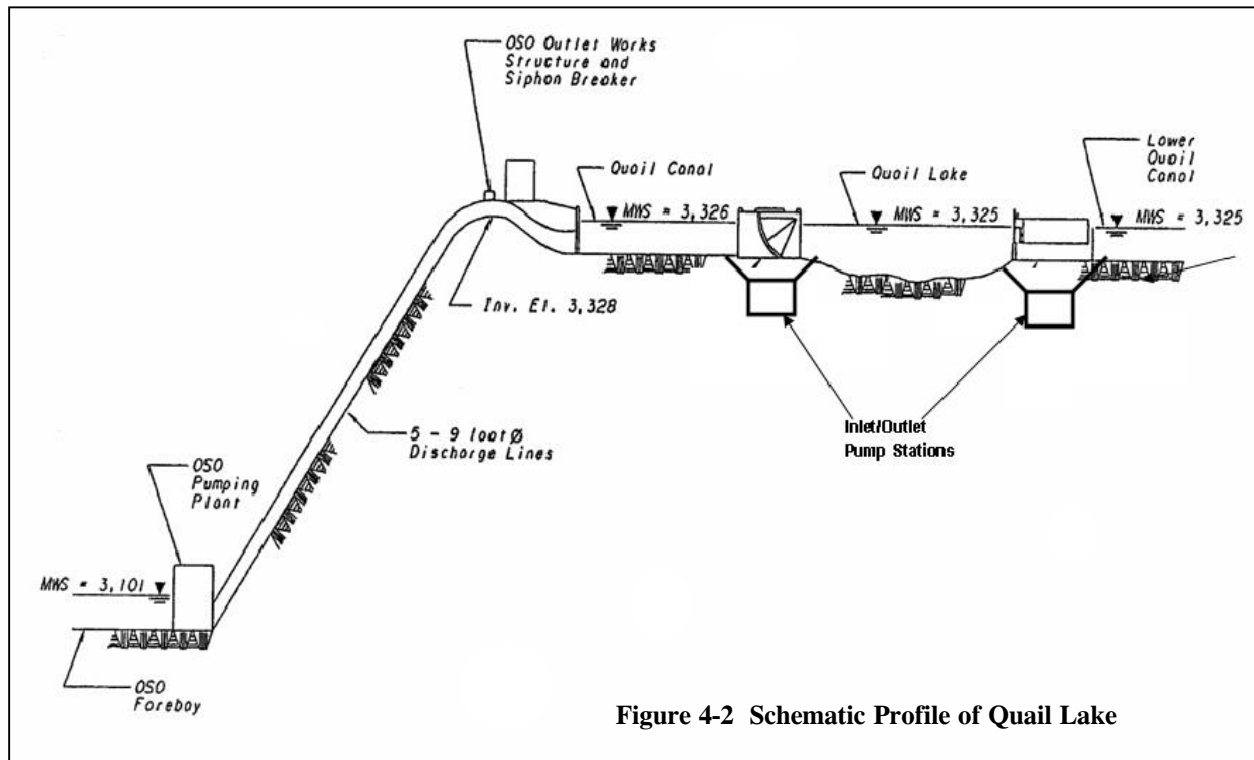 OSO Outlet Works
Structure and
Siphon Breaker
Quail Canal
Quail Lake
Lower
Quail
Canal
MWS = 3,326
MWS = 3,325
MWS = 3,325
Inv. El. 3,328
5 - 9 foot Ø
Discharge Lines
Inlet/Outlet
Pump Stations
OSO
Pumping
Plant
MWS = 3,101
OSO
Forebay
Figure 4-2 Schematic Profile of Quail Lake